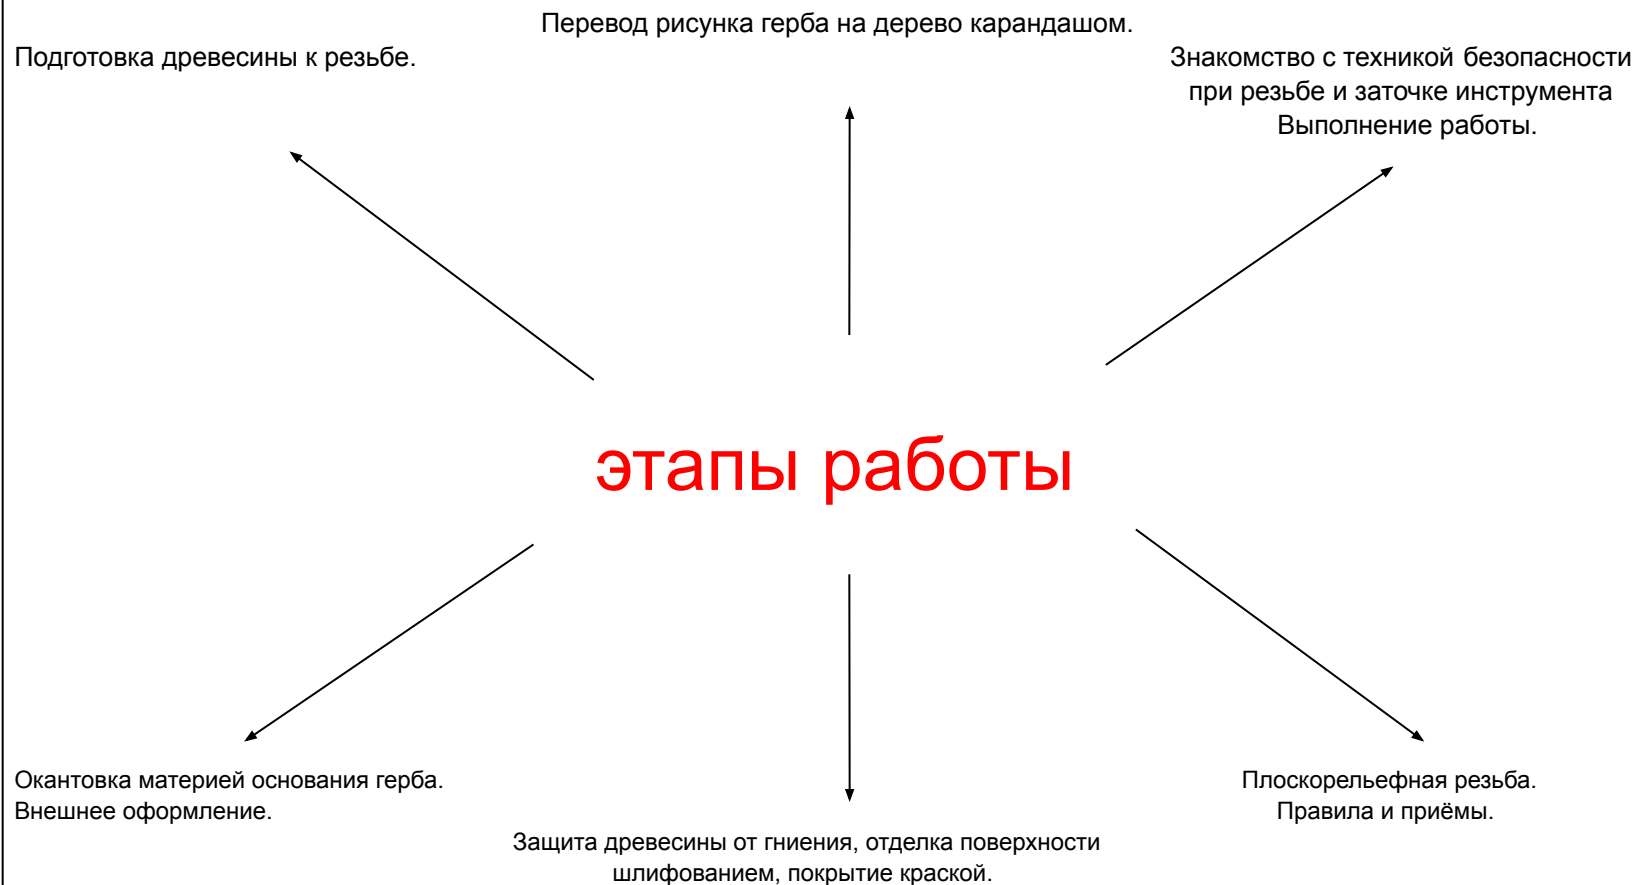 Перевод рисунка герба на дерево карандашом.
Подготовка древесины к резьбе.
Знакомство с техникой безопасности
при резьбе и заточке инструмента
Выполнение работы.
этапы работы
Окантовка материей основания герба.
Внешнее оформление.
Плоскорельефная резьба.
Правила и приёмы.
Защита древесины от гниения, отделка поверхности
шлифованием, покрытие краской.